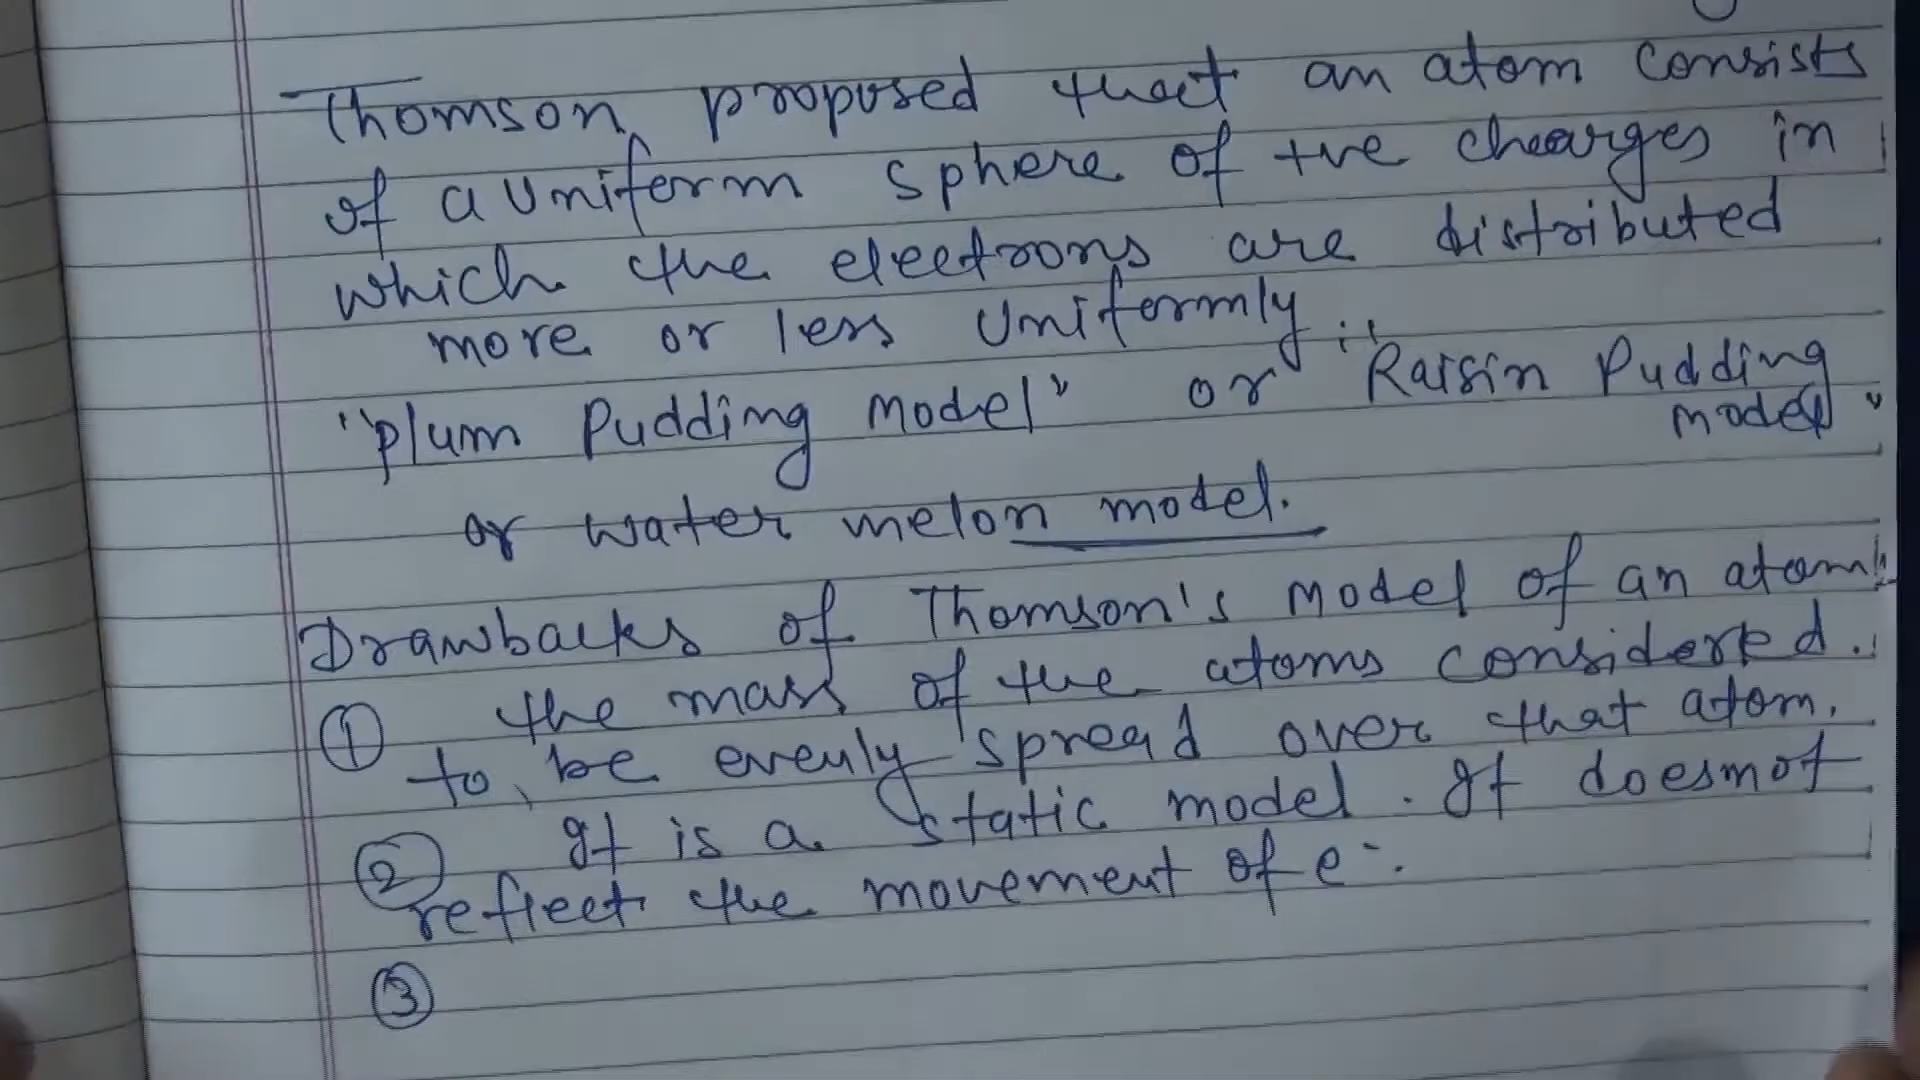 Thomson proposed that an atom consists
of a uniform sphere of +ve charges in
which the electrons are distributed
more or less uniformly.
"Plum Pudding Model" or "Raisin Pudding
model"
or water melon model.
Drawbacks of Thomson's Model of an atom:
① the mass of the atoms considered
to be evenly spread over that atom.
② It is a static model. It doesnot
reflect the movement of e⁻.
③